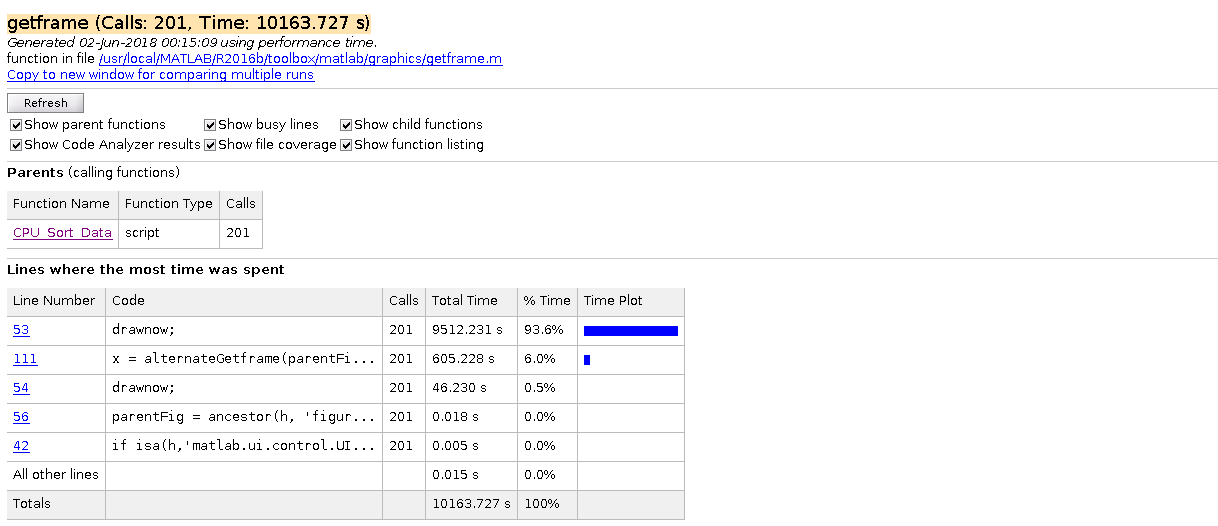 getframe (Calls: 201, Time: 10163.727 s)
Generated 02-Jun-2018 00:15:09 using performance time.
function in file /usr/local/MATLAB/R2016b/toolbox/matlab/graphics/getframe.m
Copy to new window for comparing multiple runs
Refresh
Show parent functions Show busy lines Show child functions
Show Code Analyzer results Show file coverage Show function listing
Parents (calling functions)
Function Name Function Type Calls
CPU_Sort_Data script 201
Lines where the most time was spent
Line Number Code Calls Total Time % Time Time Plot
53 drawnow; 201 9512.231 s 93.6%
111 x = alternateGetframe(parentFi... 201 605.228 s 6.0%
54 drawnow; 201 46.230 s 0.5%
56 parentFig = ancestor(h, 'figur... 201 0.018 s 0.0%
42 if isa(h,'matlab.ui.control.UI... 201 0.005 s 0.0%
All other lines 0.015 s 0.0%
Totals 10163.727 s 100%